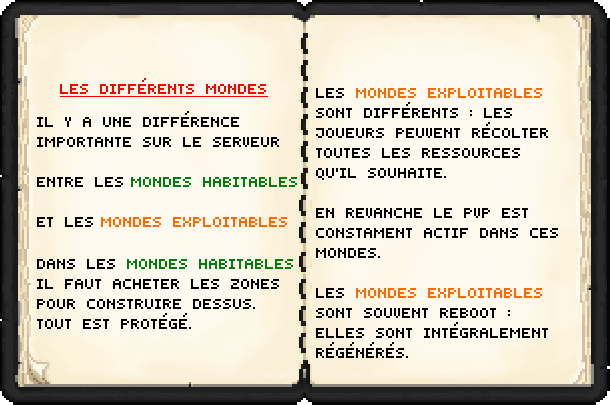 LES DIFFÉRENTS MONDES
IL Y A UNE DIFFÉRENCE
IMPORTANTE SUR LE SERVEUR
ENTRE LES MONDES HABITABLES
ET LES MONDES EXPLOITABLES
DANS LES MONDES HABITABLES
IL FAUT ACHETER LES ZONES
POUR CONSTRUIRE DESSUS.
TOUT EST PROTÉGÉ.
LES MONDES EXPLOITABLES
SONT DIFFÉRENTS : LES
JOUEURS PEUVENT RÉCOLTER
TOUTES LES RESSOURCES
QU'IL SOUHAITE.
EN REVANCHE LE PVP EST
CONSTAMENT ACTIF DANS CES
MONDES.
LES MONDES EXPLOITABLES
SONT SOUVENT REBOOT :
ELLES SONT INTÉGRALEMENT
RÉGÉNÉRÉS.